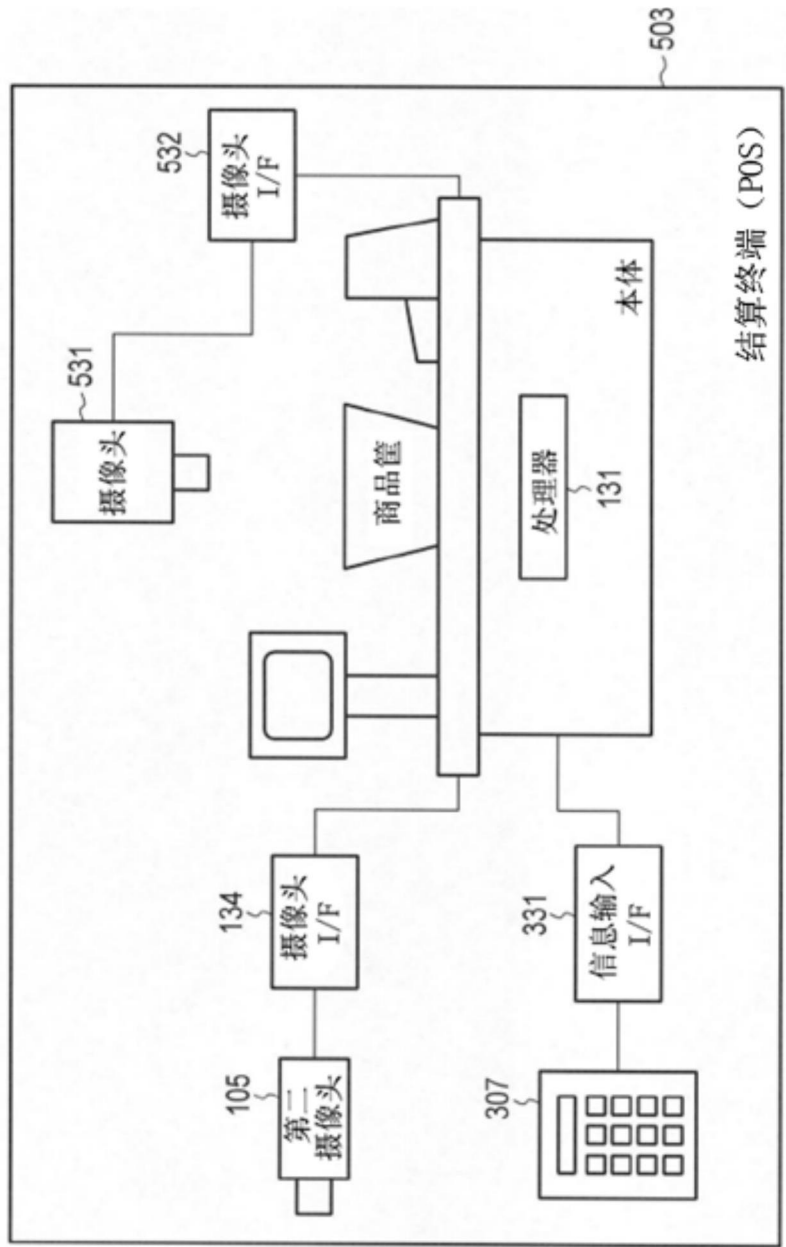 503
531
摄像头
532
摄像头
I/F
134
摄像头
I/F
105
第二
摄像头
商品筐
处理器
131
本体
331
信息输入
I/F
307
结算终端（POS）